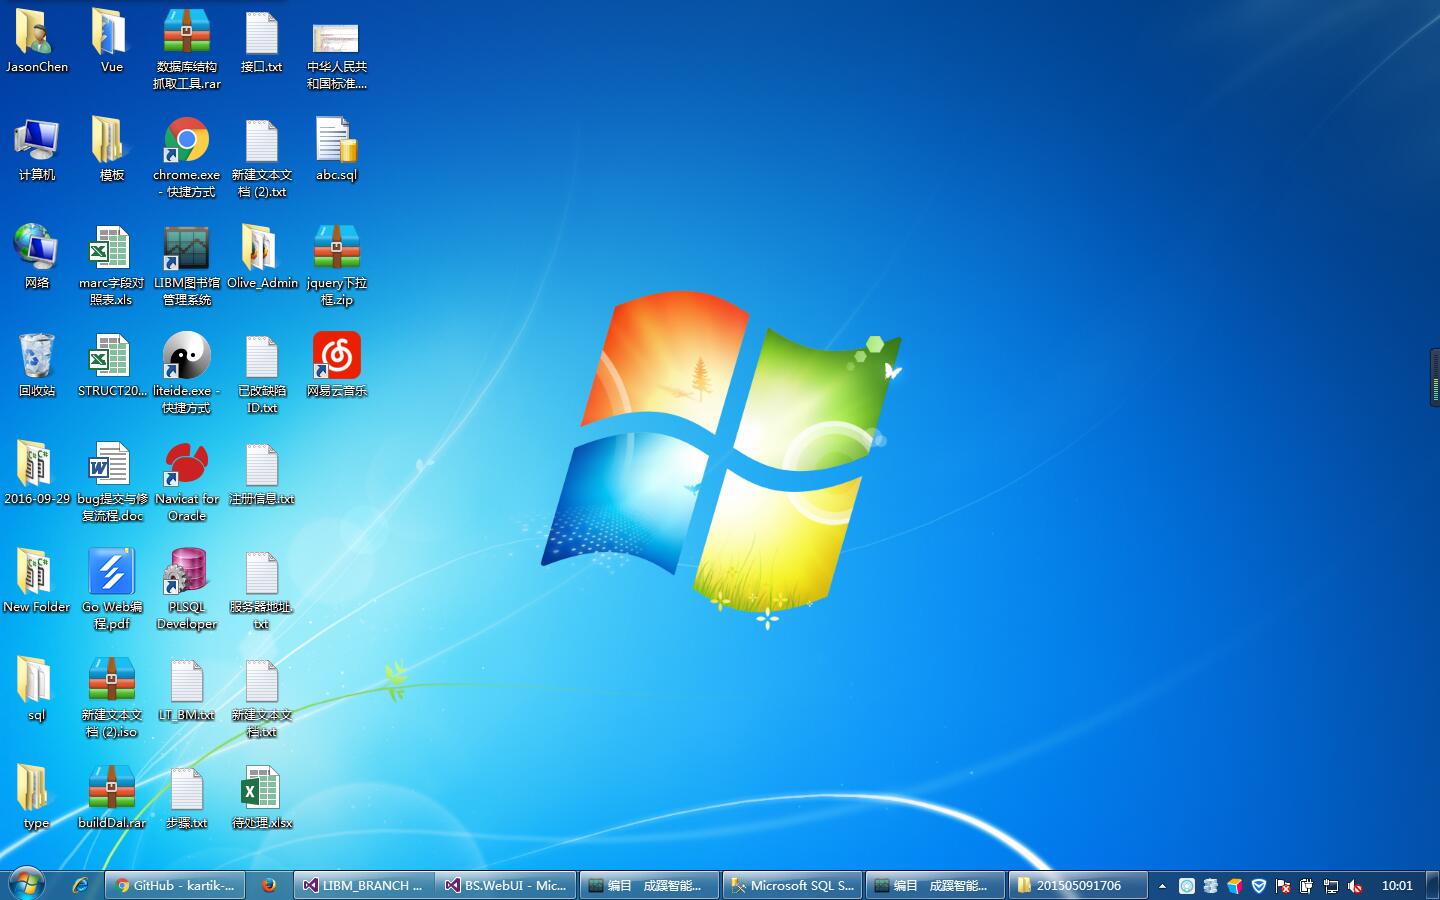 JasonChen
Vue
数据库结构
抓取工具.rar
接口.txt
中华人民共
和国标准....
计算机
模板
chrome.exe
- 快捷方式
新建文本文
档 (2).txt
abc.sql
网络
marc字段对
照表.xls
LIBM图书馆
管理系统
Olive_Admin
jquery下拉
框.zip
回收站
STRUCT20...
liteide.exe -
快捷方式
已改缺陷
ID.txt
网易云音乐
2016-09-29
bug提交与修
复流程.doc
Navicat for
Oracle
注册信息.txt
New Folder
Go Web编
程.pdf
PLSQL
Developer
服务器地址.
txt
sql
新建文本文
档 (2).iso
LT_BM.txt
新建文本文
档.txt
type
buildDal.rar
步骤.txt
待处理.xlsx
GitHub - kartik-...
LIBM_BRANCH ...
BS.WebUI - Mic...
编目 成蹊智能...
Microsoft SQL S...
编目 成蹊智能...
201505091706
10:01